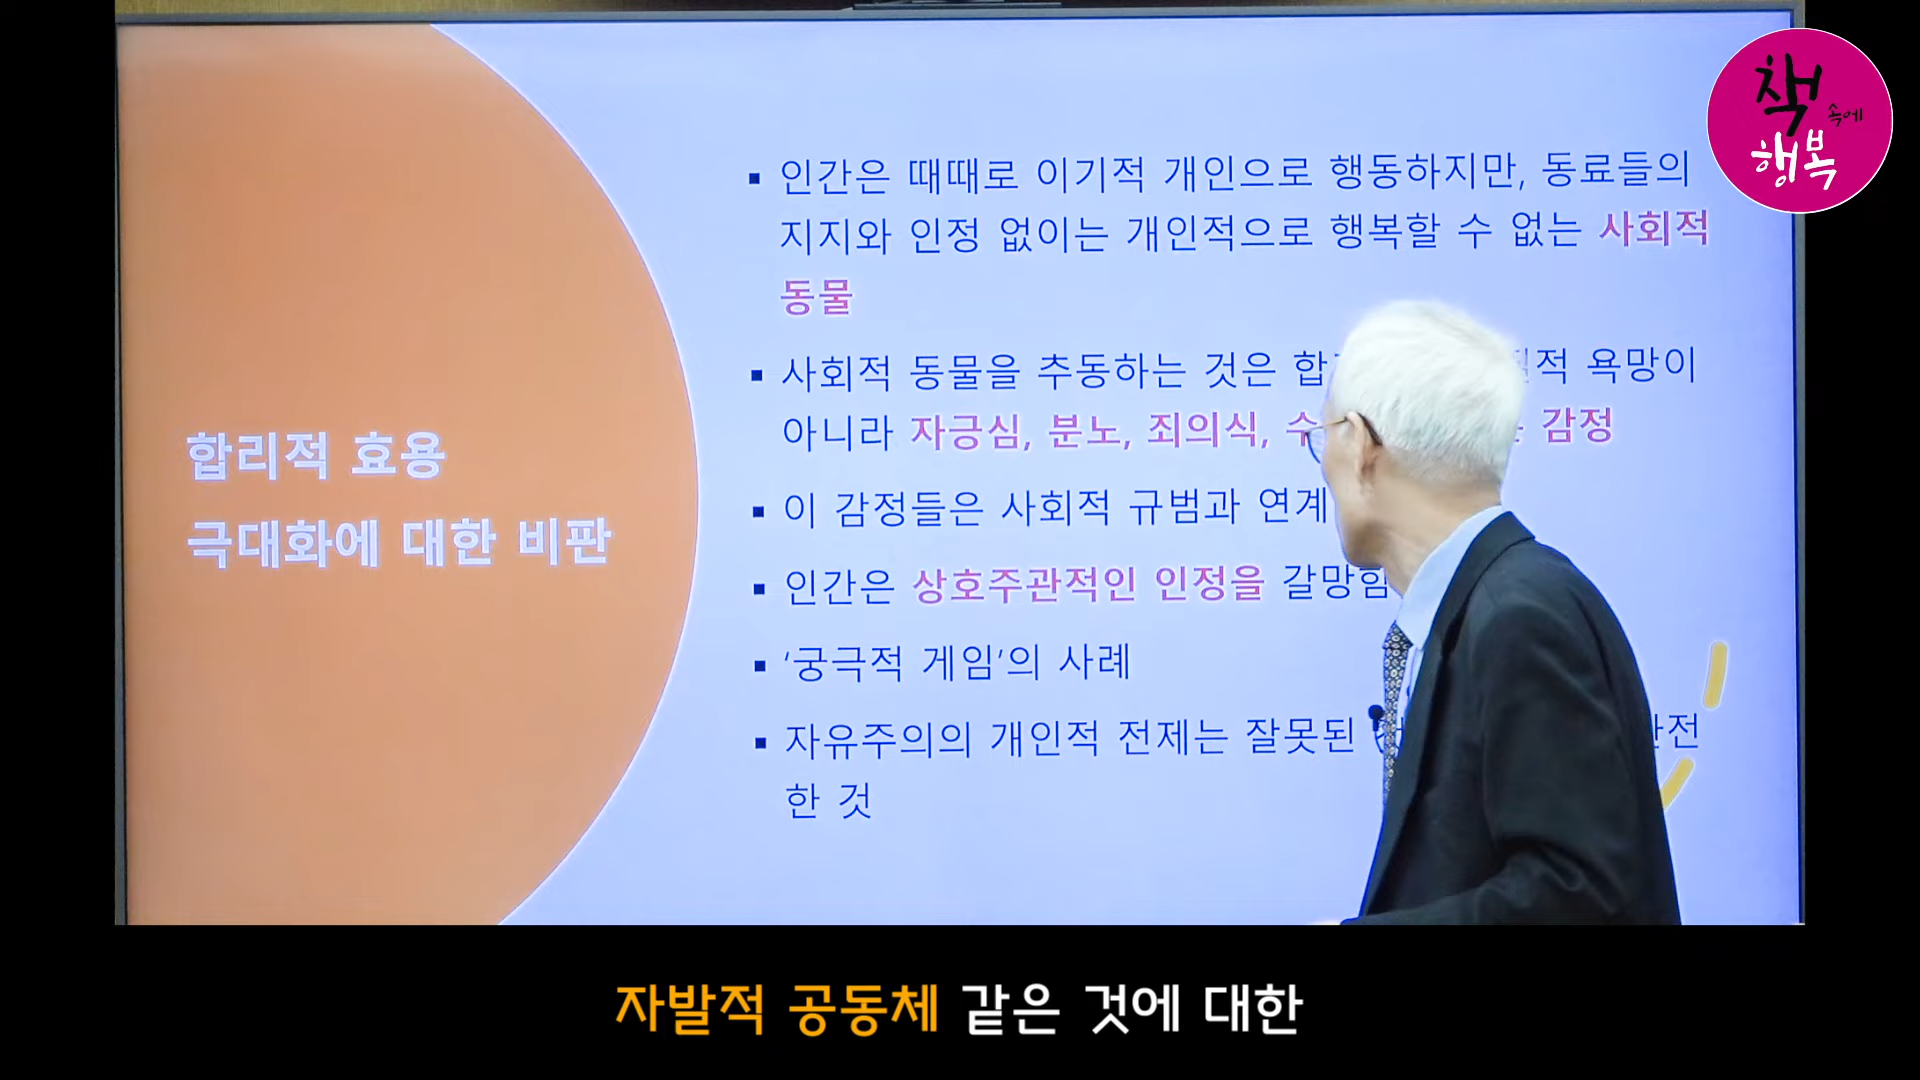 책
속에
행복
합리적 효용
극대화에 대한 비판
▪ 인간은 때때로 이기적 개인으로 행동하지만, 동료들의
지지와 인정 없이는 개인적으로 행복할 수 없는 사회적
동물
▪ 사회적 동물을 추동하는 것은 욕망이
아니라 자긍심, 분노, 죄의식, 감정
▪ 이 감정들은 사회적 규범과 연계
▪ 인간은 상호주관적인 인정을 갈망함
▪ '궁극적 게임'의 사례
▪ 자유주의의 개인적 전제는 잘못된
한 것
자발적 공동체 같은 것에 대한